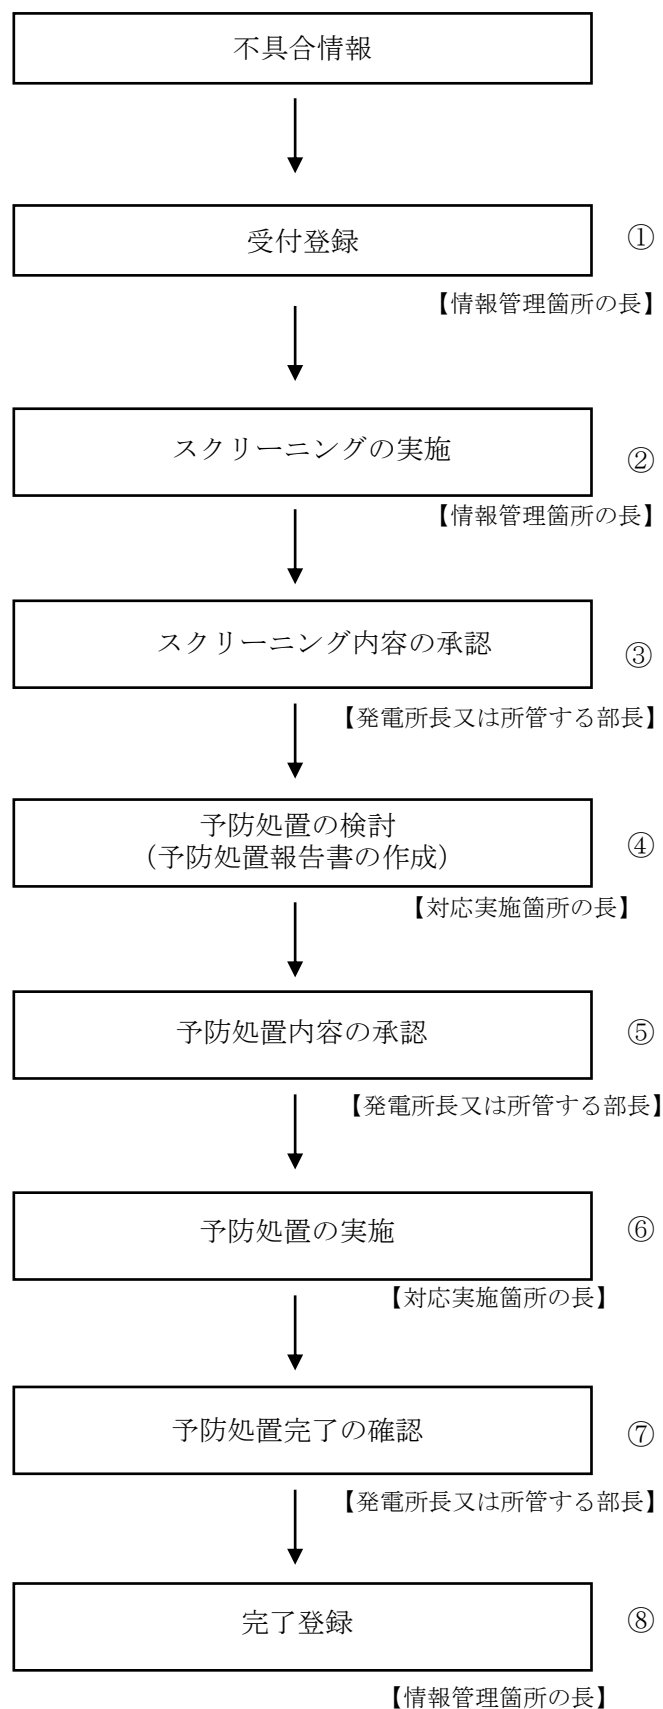 不具合情報
受付登録
①
【情報管理箇所の長】
スクリーニングの実施
②
【情報管理箇所の長】
スクリーニング内容の承認
③
【発電所長又は所管する部長】
予防処置の検討
（予防処置報告書の作成）
④
【対応実施箇所の長】
予防処置内容の承認
⑤
【発電所長又は所管する部長】
予防処置の実施
⑥
【対応実施箇所の長】
予防処置完了の確認
⑦
【発電所長又は所管する部長】
完了登録
⑧
【情報管理箇所の長】